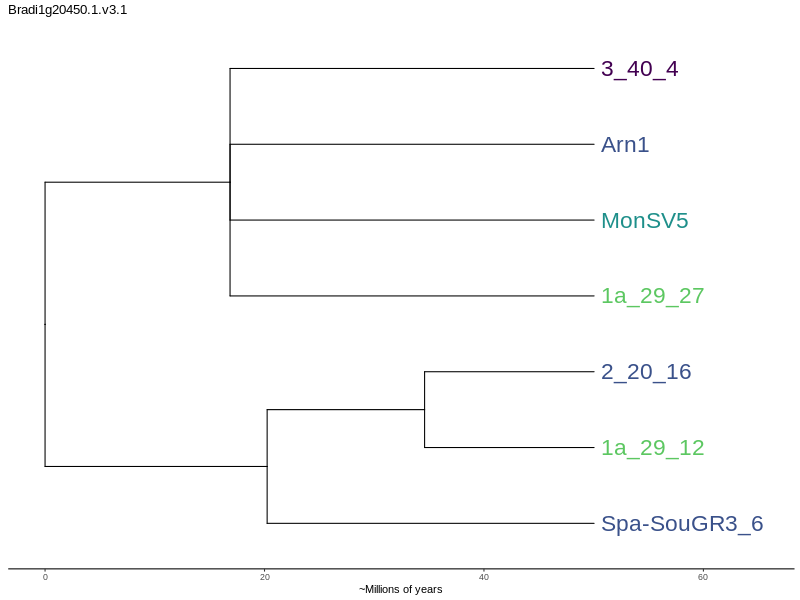 Bradi1g20450.1.v3.1
3_40_4
Arn1
MonSV5
1a_29_27
2_20_16
1a_29_12
Spa-SouGR3_6
0 20 40 60
~Millions of years